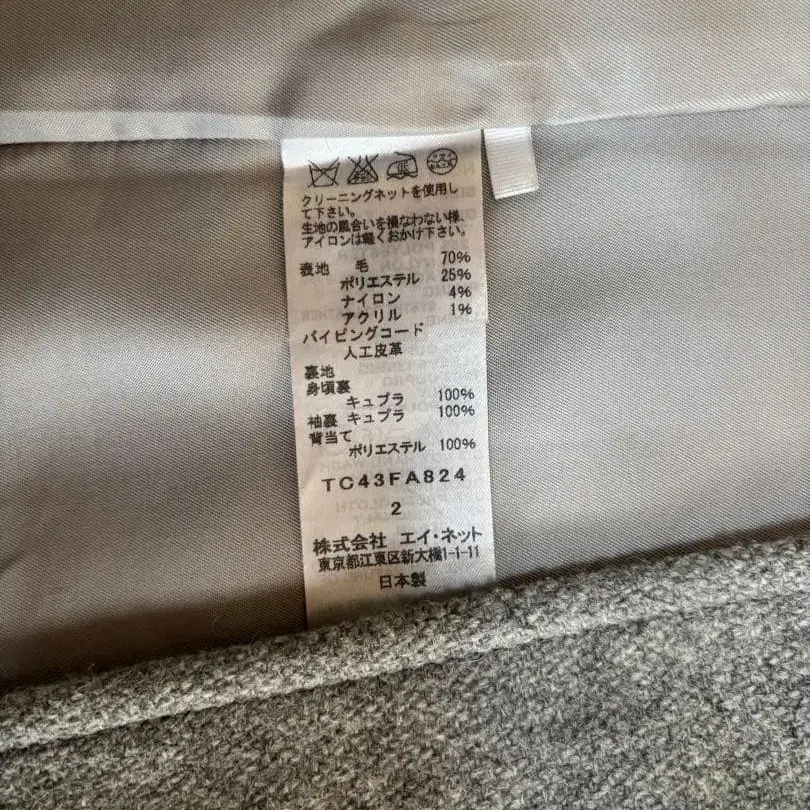 クリーニングネットを使用し
て下さい。
生地の風合いを損なわない様、
アイロンは軽くおかけ下さい。
表地 毛 70%
ポリエステル 25%
ナイロン 4%
アクリル 1%
パイピングコード
人工皮革
裏地
身頃裏
キュプラ 100%
袖裏 キュプラ 100%
背当て
ポリエステル 100%
TC43FA824
2
株式会社 エイ・ネット
東京都江東区新大橋1-1-11
日本製